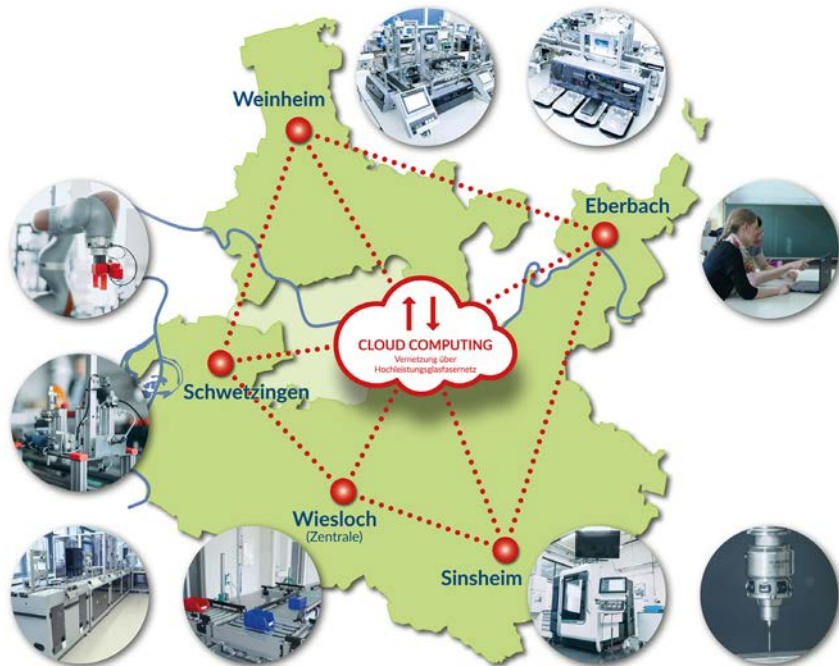 Weinheim
Eberbach
CLOUD COMPUTING
Vernetzung über
Hochleistungsglasfasernetz
Schwetzingen
Wiesloch
(Zentrale)
Sinsheim